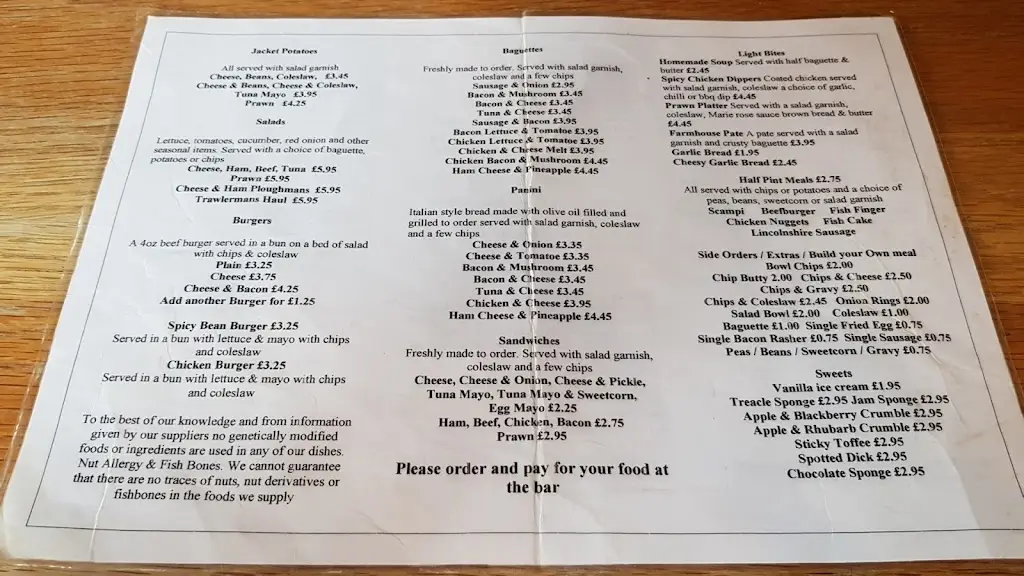 Jacket Potatoes
All served with salad garnish
Cheese, Beans, Coleslaw, £3.45
Cheese & Beans, Cheese & Coleslaw,
Tuna Mayo £3.95
Prawn £4.25
Salads
Lettuce, tomatoes, cucumber, red onion and other
seasonal items. Served with a choice of baguette,
potatoes or chips
Cheese, Ham, Beef, Tuna £5.95
Prawn £5.95
Cheese & Ham Ploughmans £5.95
Trawlermans Haul £5.95
Burgers
A 4oz beef burger served in a bun on a bed of salad
with chips & coleslaw
Plain £3.25
Cheese £3.75
Cheese & Bacon £4.25
Add another Burger for £1.25
Spicy Bean Burger £3.25
Served in a bun with lettuce & mayo with chips
and coleslaw
Chicken Burger £3.25
Served in a bun with lettuce & mayo with chips
and coleslaw
To the best of our knowledge and from information
given by our suppliers no genetically modified
foods or ingredients are used in any of our dishes.
Nut Allergy & Fish Bones. We cannot guarantee
that there are no traces of nuts, nut derivatives or
fishbones in the foods we supply
Baguettes
Freshly made to order. Served with salad garnish,
coleslaw and a few chips
Sausage & Onion £2.95
Bacon & Mushroom £3.45
Bacon & Cheese £3.45
Tuna & Cheese £3.45
Sausage & Bacon £3.95
Bacon Lettuce & Tomatoe £3.95
Chicken Lettuce & Tomatoe £3.95
Chicken & Cheese Melt £3.95
Chicken Bacon & Mushroom £4.45
Ham Cheese & Pineapple £4.45
Panini
Italian style bread made with olive oil filled and
grilled to order served with salad garnish, coleslaw
and a few chips
Cheese & Onion £3.35
Cheese & Tomatoe £3.35
Bacon & Mushroom £3.45
Bacon & Cheese £3.45
Tuna & Cheese £3.45
Chicken & Cheese £3.95
Ham Cheese & Pineapple £4.45
Sandwiches
Freshly made to order. Served with salad garnish,
coleslaw and a few chips
Cheese, Cheese & Onion, Cheese & Pickle,
Tuna Mayo, Tuna Mayo & Sweetcorn,
Egg Mayo £2.25
Ham, Beef, Chicken, Bacon £2.75
Prawn £2.95
Please order and pay for your food at
the bar
Light Bites
Homemade Soup Served with half baguette &
butter £2.45
Spicy Chicken Dippers Coated chicken served
with salad garnish, coleslaw a choice of garlic,
chilli or bbq dip £4.45
Prawn Platter Served with a salad garnish,
coleslaw, Marie rose sauce brown bread & butter
£4.45
Farmhouse Pate A pate served with a salad
garnish and crusty baguette £3.95
Garlic Bread £1.95
Cheesy Garlic Bread £2.45
Half Pint Meals £2.75
All served with chips or potatoes and a choice of
peas, beans, sweetcorn or salad garnish
Scampi Beefburger Fish Finger
Chicken Nuggets Fish Cake
Lincolnshire Sausage
Side Orders / Extras / Build your Own meal
Bowl Chips £2.00
Chip Butty 2.00 Chips & Cheese £2.50
Chips & Gravy £2.50
Chips & Coleslaw £2.45 Onion Rings £2.00
Salad Bowl £2.00 Coleslaw £1.00
Baguette £1.00 Single Fried Egg £0.75
Single Bacon Rasher £0.75 Single Sausage £0.75
Peas / Beans / Sweetcorn / Gravy £0.75
Sweets
Vanilla ice cream £1.95
Treacle Sponge £2.95 Jam Sponge £2.95
Apple & Blackberry Crumble £2.95
Apple & Rhubarb Crumble £2.95
Sticky Toffee £2.95
Spotted Dick £2.95
Chocolate Sponge £2.95